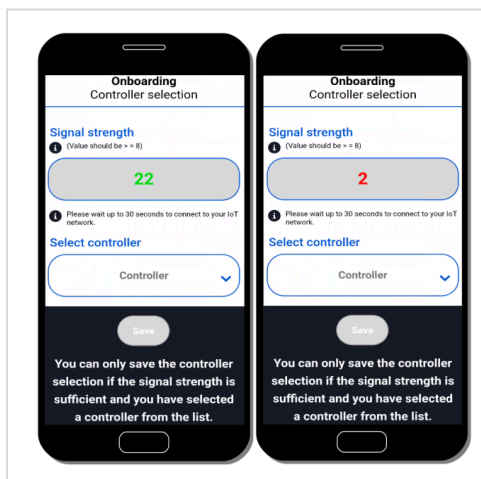 Onboarding
Controller selection
Signal strength
i (Value should be > = 8)
22
i Please wait up to 30 seconds to connect to your IoT
network.
Select controller
Controller
Save
You can only save the controller
selection if the signal strength is
sufficient and you have selected
a controller from the list.
Onboarding
Controller selection
Signal strength
i (Value should be > = 8)
2
i Please wait up to 30 seconds to connect to your IoT
network.
Select controller
Controller
Save
You can only save the controller
selection if the signal strength is
sufficient and you have selected
a controller from the list.